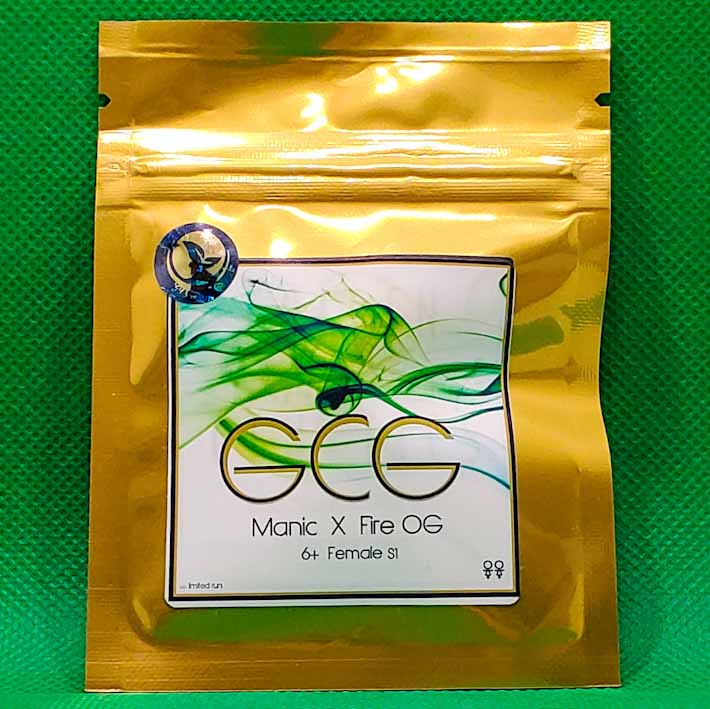 GCG
Manic X Fire OG
6+ Female S1
limited run